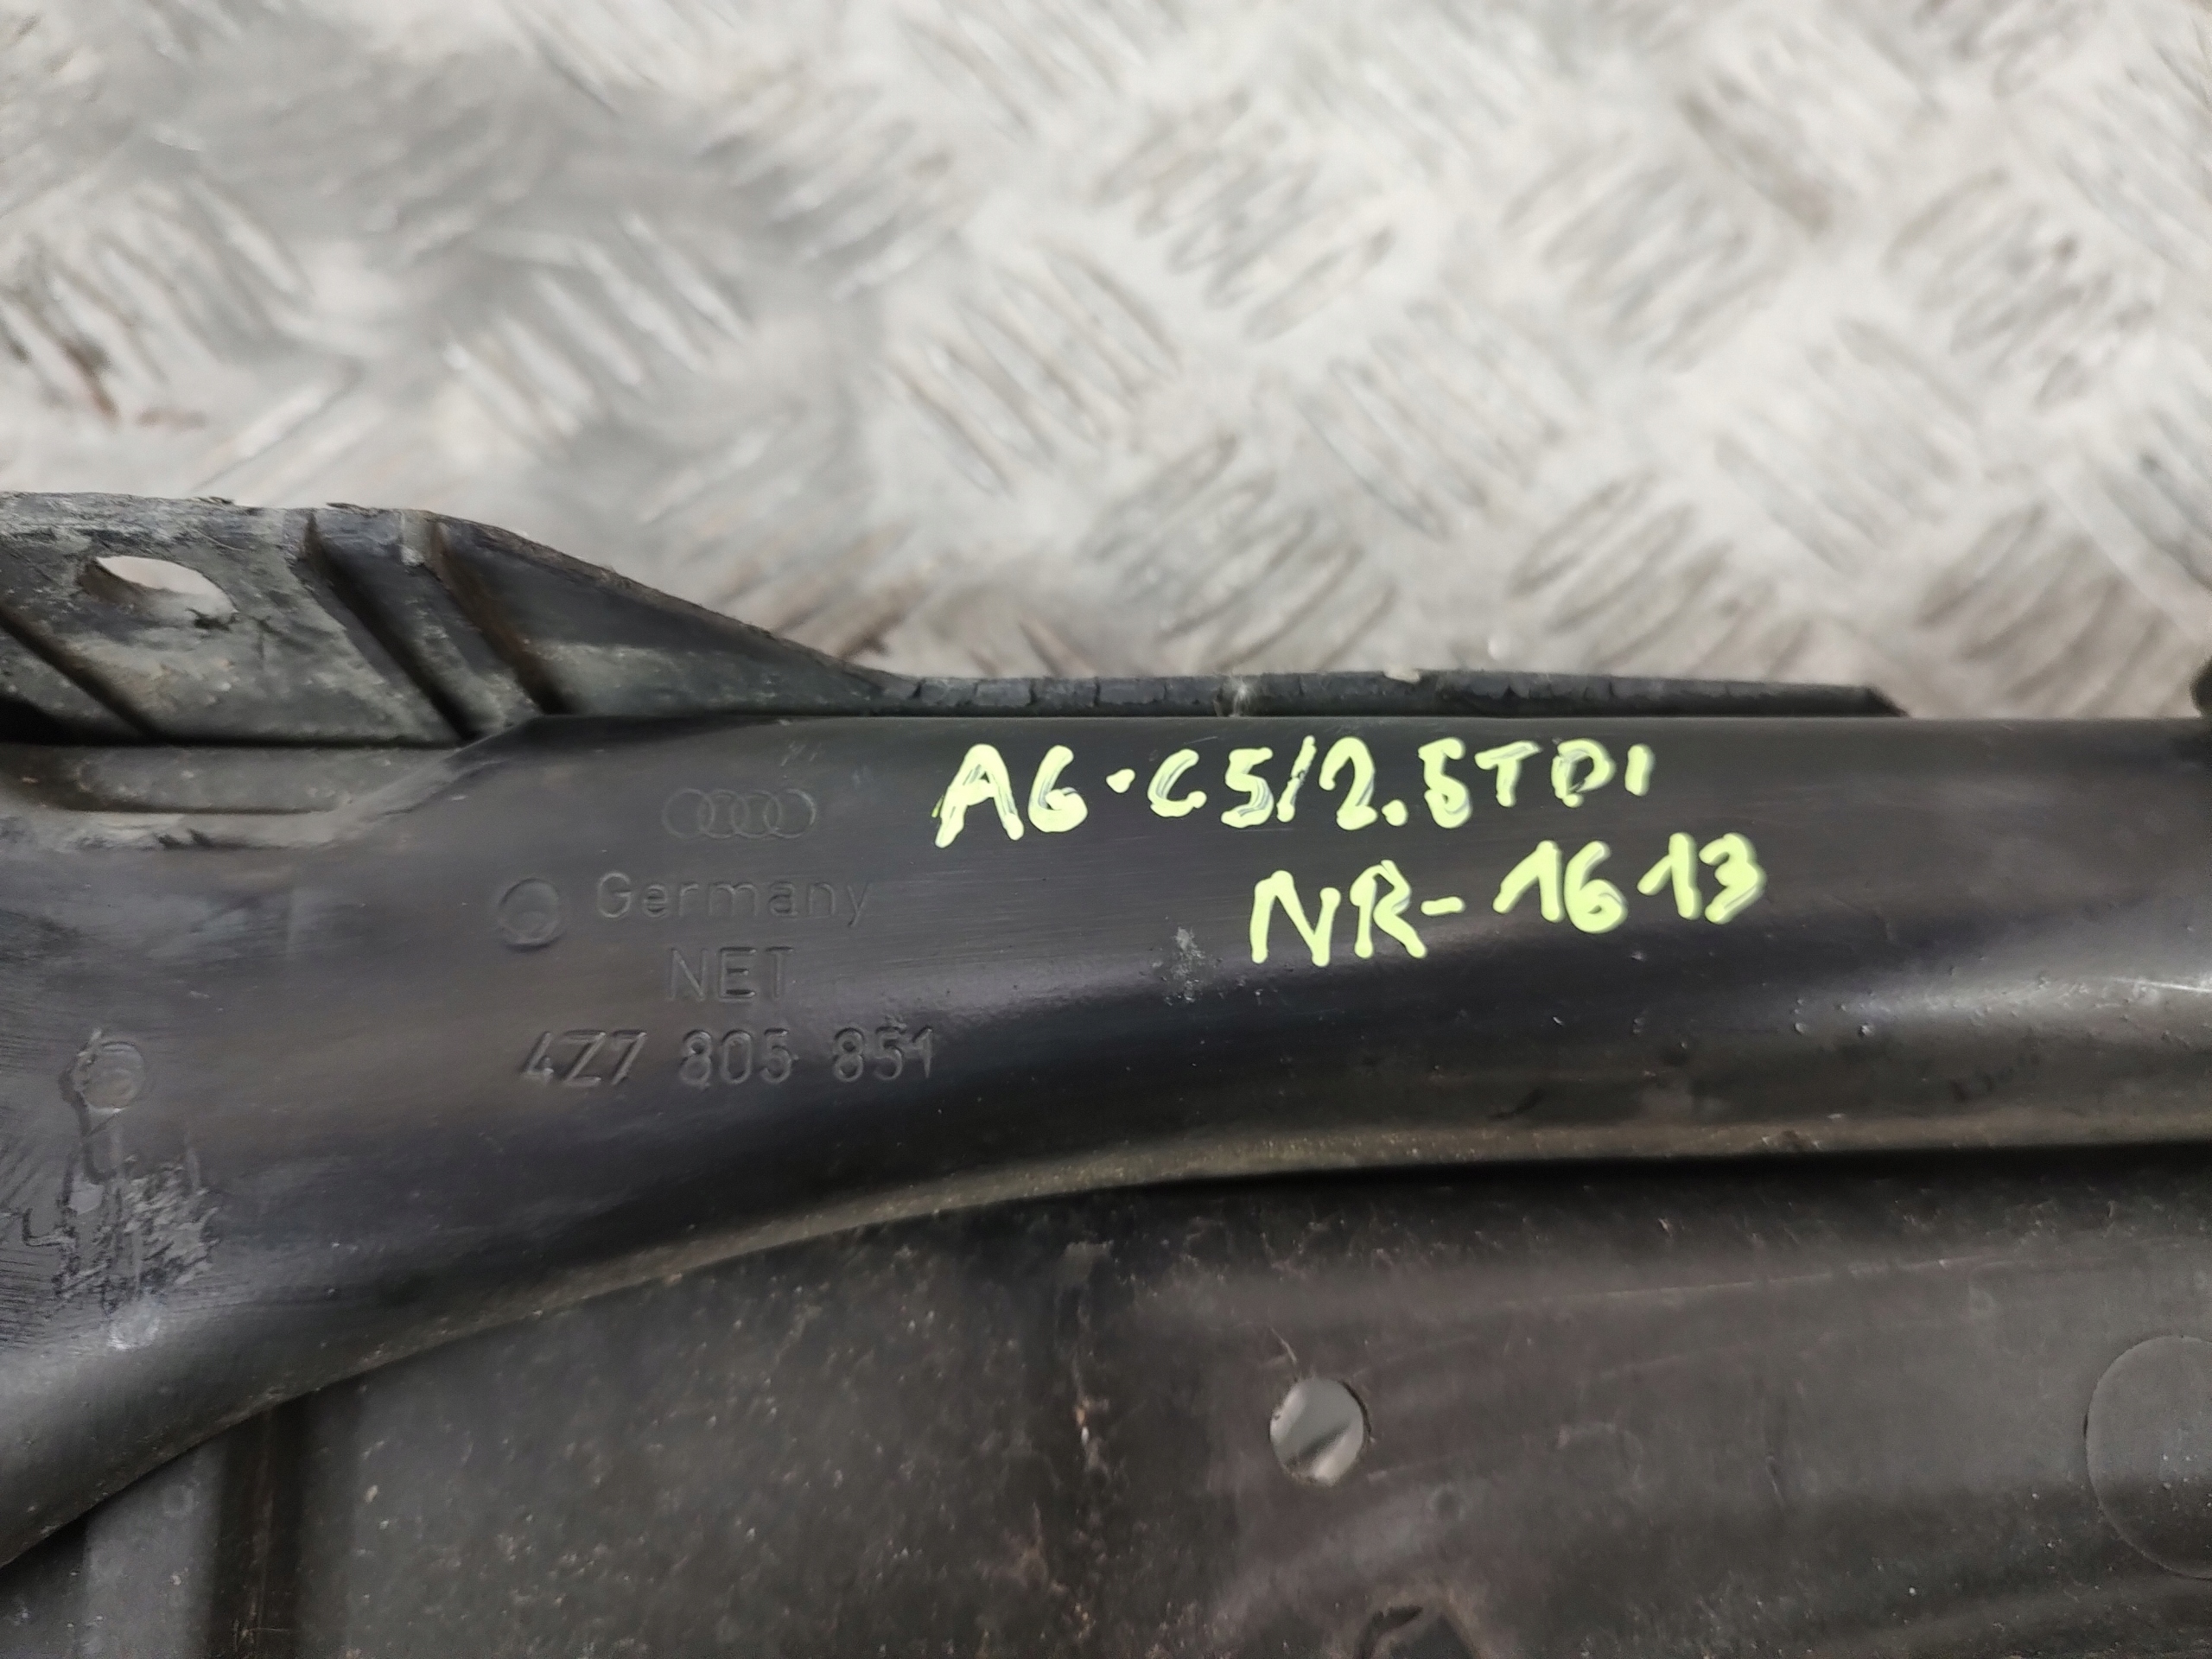 A6·C5/2.5TDI
NR-1613
Germany
NET
4Z7 805 851